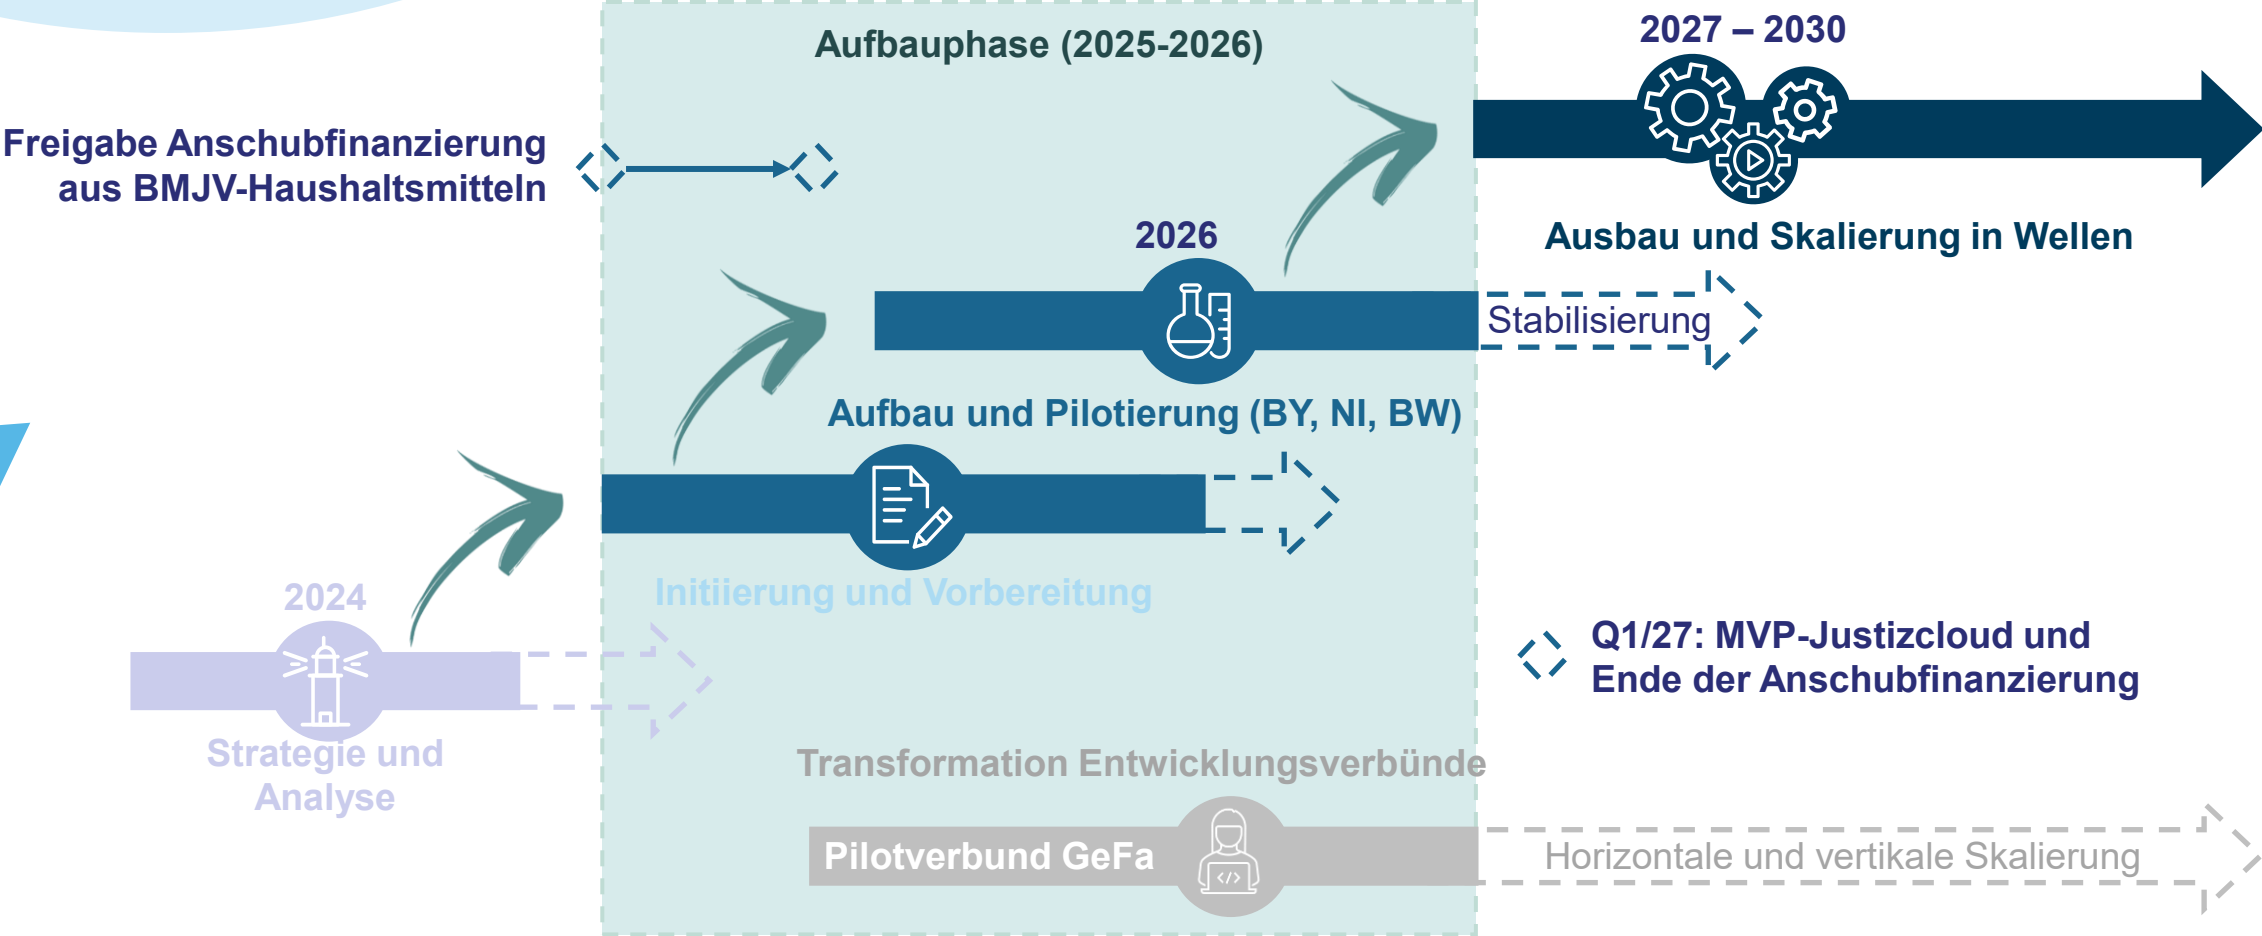 Aufbauphase (2025-2026)
2027 – 2030
Freigabe Anschubfinanzierung
aus BMJV-Haushaltsmitteln
2026
Ausbau und Skalierung in Wellen
Stabilisierung
Aufbau und Pilotierung (BY, NI, BW)
Initiierung und Vorbereitung
2024
Strategie und
Analyse
Q1/27: MVP-Justizcloud und
Ende der Anschubfinanzierung
Transformation Entwicklungsverbünde
Pilotverbund GeFa
</>
Horizontale und vertikale Skalierung